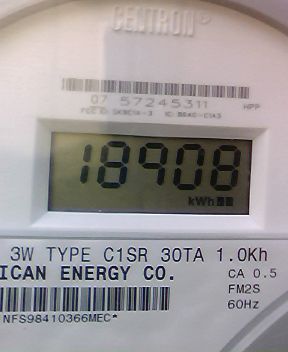 CENTRON®
07 57245311 HPP
18908
kWh
3W TYPE C1SR 30TA 1.0Kh
ICAN ENERGY CO. CA 0.5
FM2S
60Hz
NFS98410366MEC*